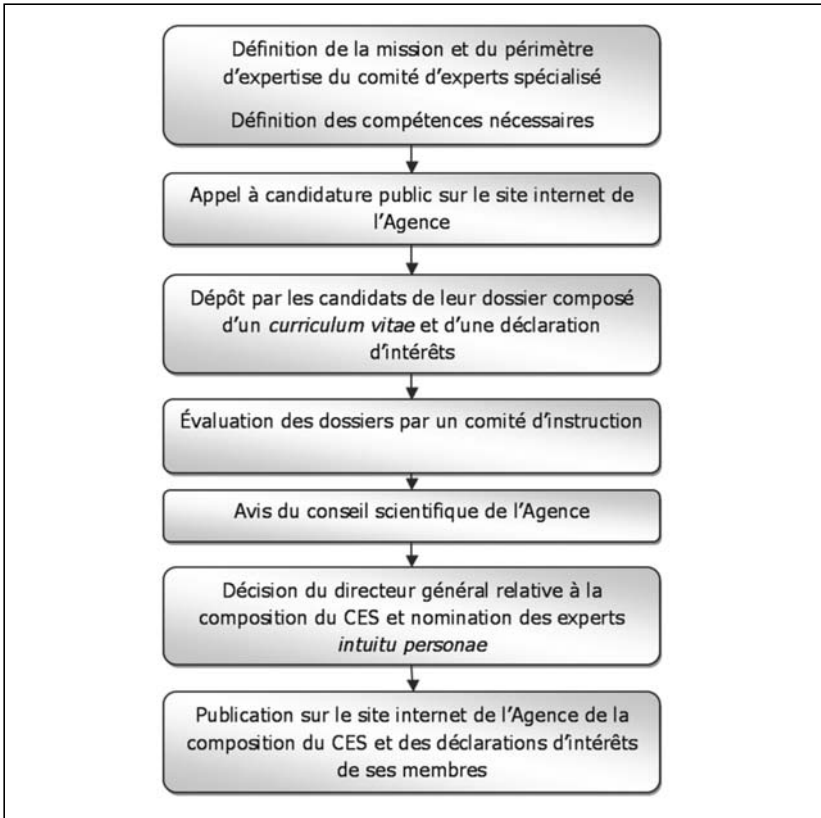 Définition de la mission et du périmètre
d’expertise du comité d’experts spécialisé
Définition des compétences nécessaires
Appel à candidature public sur le site internet de
l’Agence
Dépôt par les candidats de leur dossier composé
d’un curriculum vitae et d’une déclaration
d’intérêts
Évaluation des dossiers par un comité d’instruction
Avis du conseil scientifique de l’Agence
Décision du directeur général relative à la
composition du CES et nomination des experts
intuitu personae
Publication sur le site internet de l’Agence de la
composition du CES et des déclarations d’intérêts
de ses membres